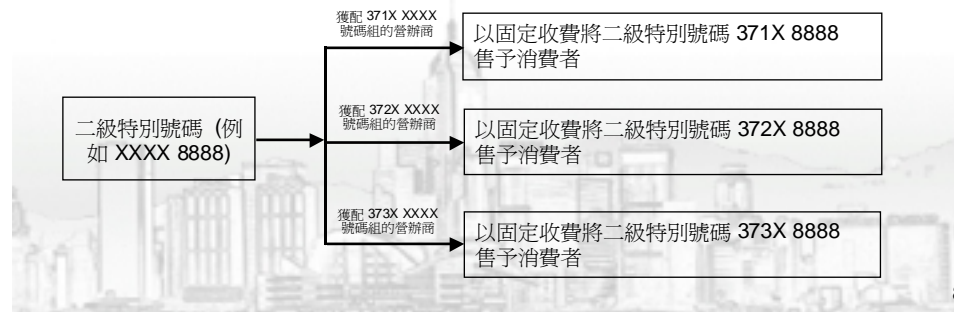 獲配 371X XXXX
號碼組的營辦商
以固定收費將二級特別號碼 371X 8888
售予消費者
二級特別號碼 (例
如 XXXX 8888)
獲配 372X XXXX
號碼組的營辦商
以固定收費將二級特別號碼 372X 8888
售予消費者
獲配 373X XXXX
號碼組的營辦商
以固定收費將二級特別號碼 373X 8888
售予消費者